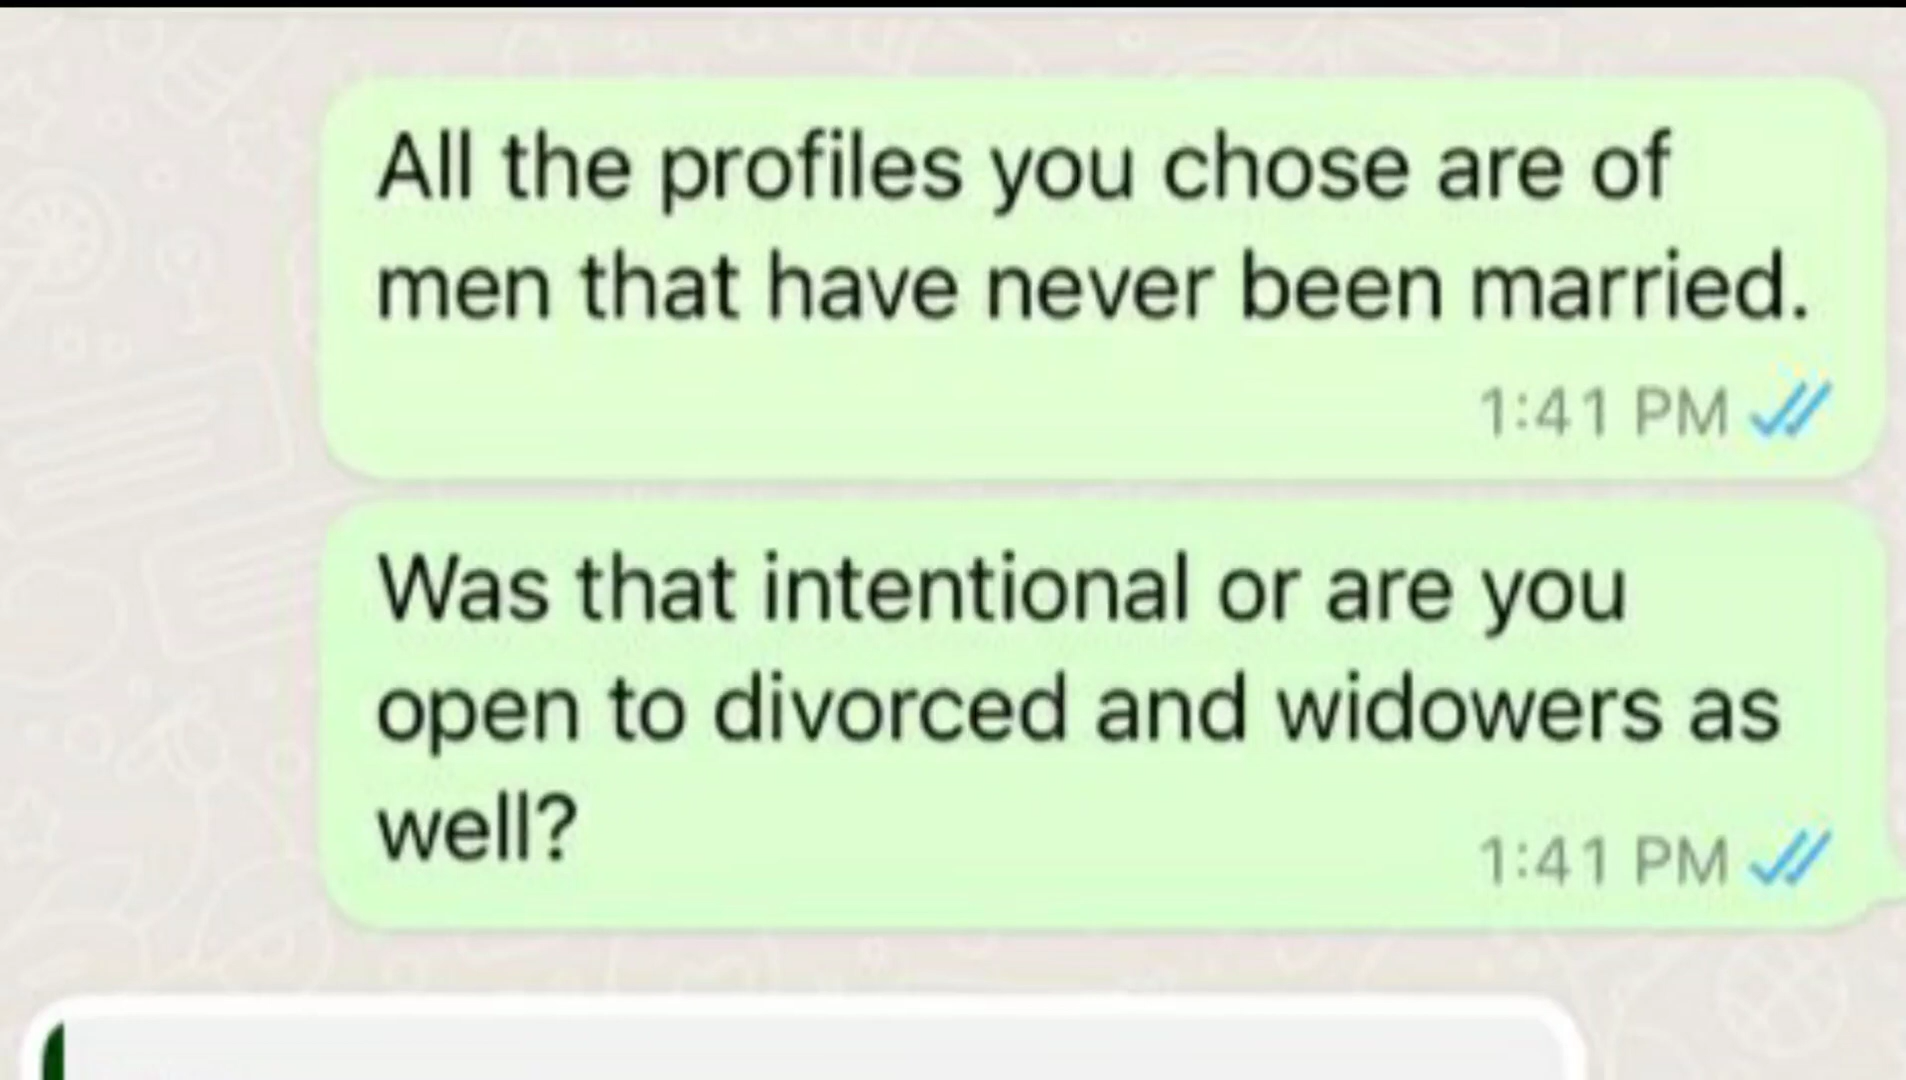 All the profiles you chose are of
men that have never been married.
1:41 PM
Was that intentional or are you
open to divorced and widowers as
well?
1:41 PM